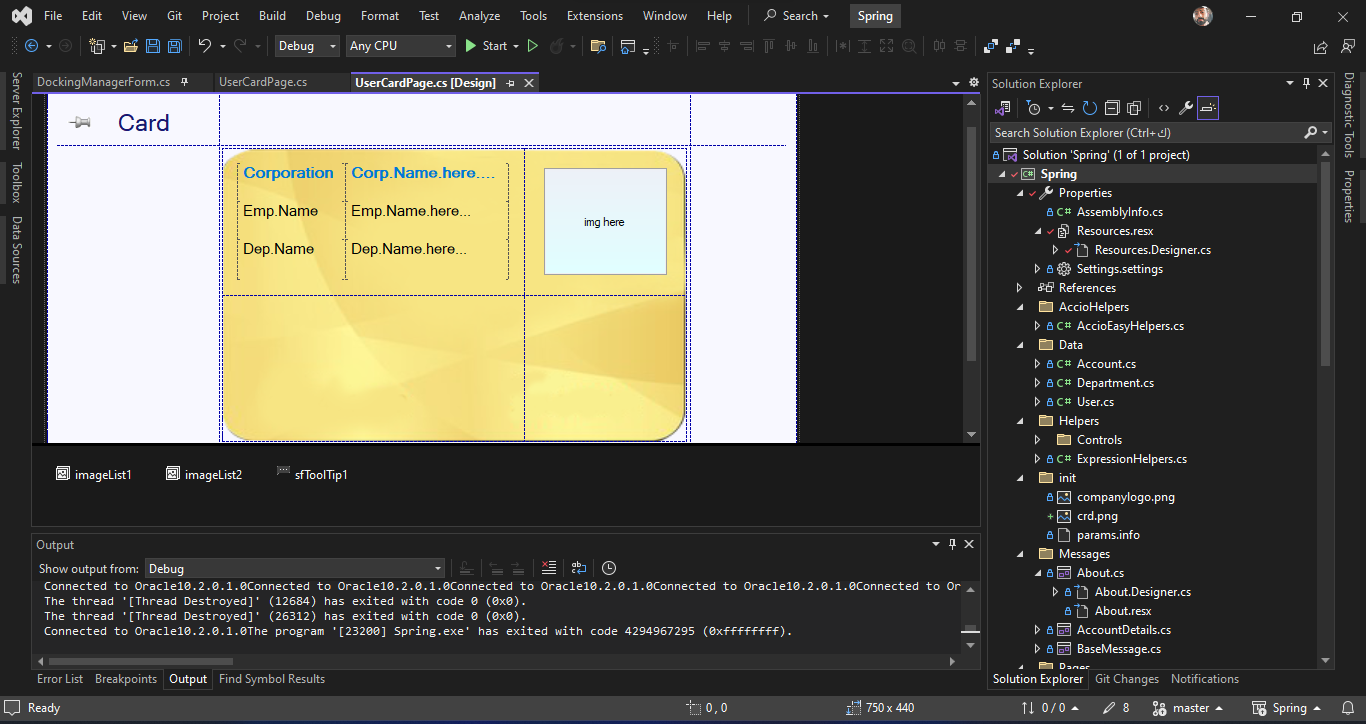 File Edit View Git Project Build Debug Format Test Analyze Tools Extensions Window Help Search Spring
Debug Any CPU Start
Server Explorer
Toolbox
Data Sources
DockingManagerForm.cs UserCardPage.cs UserCardPage.cs [Design]
Card
Corporation Corp.Name.here....
Emp.Name Emp.Name.here...
Dep.Name Dep.Name.here...
img here
imageList1 imageList2 sfToolTip1
Output
Show output from: Debug
Connected to Oracle10.2.0.1.0Connected to Oracle10.2.0.1.0Connected to Oracle10.2.0.1.0Connected to Oracle10.2.0.1.0Connected to Or
The thread '[Thread Destroyed]' (12684) has exited with code 0 (0x0).
The thread '[Thread Destroyed]' (26312) has exited with code 0 (0x0).
Connected to Oracle10.2.0.1.0The program '[23200] Spring.exe' has exited with code 4294967295 (0xffffffff).
Error List Breakpoints Output Find Symbol Results
Solution Explorer
Search Solution Explorer (Ctrl+ك)
Solution 'Spring' (1 of 1 project)
C# Spring
Properties
C# AssemblyInfo.cs
Resources.resx
Resources.Designer.cs
Settings.settings
References
AccioHelpers
C# AccioEasyHelpers.cs
Data
C# Account.cs
C# Department.cs
C# User.cs
Helpers
Controls
C# ExpressionHelpers.cs
init
companylogo.png
crd.png
params.info
Messages
About.cs
About.Designer.cs
About.resx
AccountDetails.cs
BaseMessage.cs
Pages
Solution Explorer Git Changes Notifications
Diagnostic Tools
Properties
Ready 0 , 0 750 x 440 0 / 0 8 master Spring